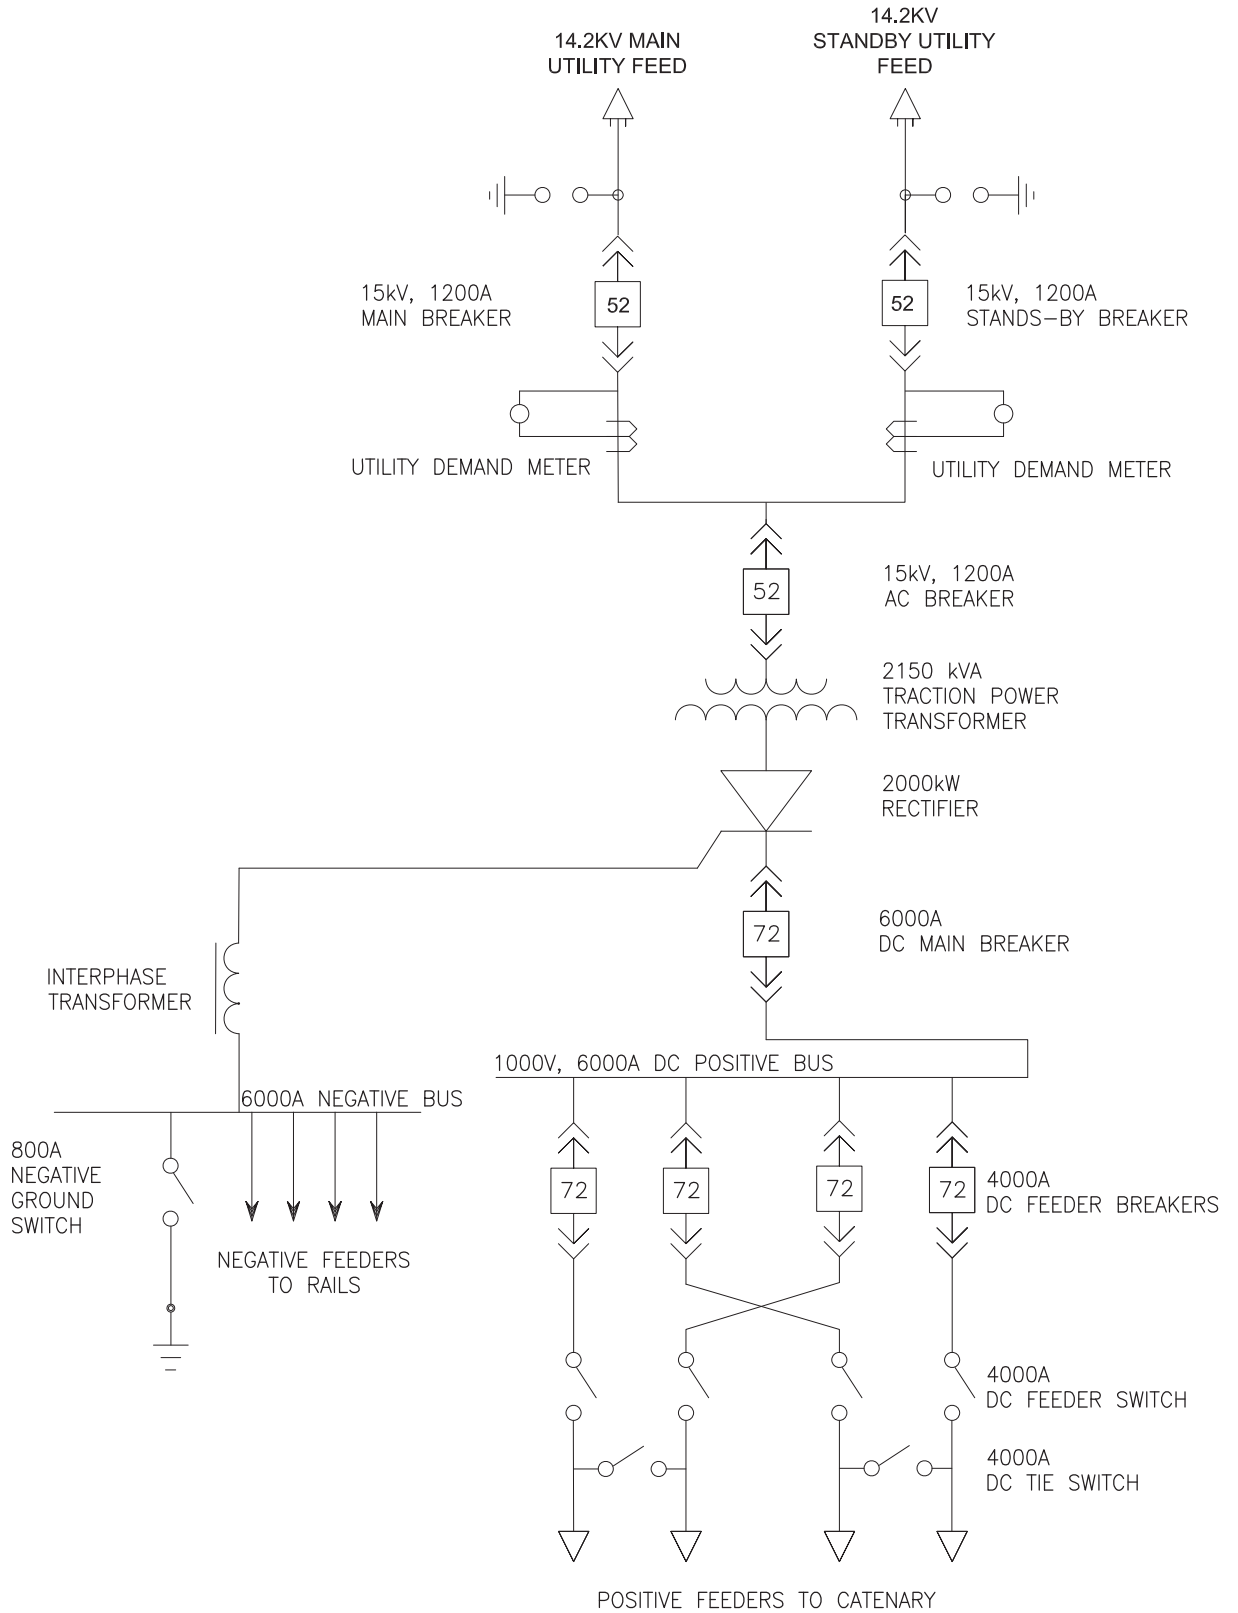 14.2KV MAIN
UTILITY FEED
14.2KV
STANDBY UTILITY
FEED
15kV, 1200A
MAIN BREAKER
52
52
15kV, 1200A
STANDS-BY BREAKER
UTILITY DEMAND METER
UTILITY DEMAND METER
52
15kV, 1200A
AC BREAKER
2150 kVA
TRACTION POWER
TRANSFORMER
2000kW
RECTIFIER
72
6000A
DC MAIN BREAKER
INTERPHASE
TRANSFORMER
1000V, 6000A DC POSITIVE BUS
6000A NEGATIVE BUS
800A
NEGATIVE
GROUND
SWITCH
NEGATIVE FEEDERS
TO RAILS
72
72
72
72
4000A
DC FEEDER BREAKERS
4000A
DC FEEDER SWITCH
4000A
DC TIE SWITCH
POSITIVE FEEDERS TO CATENARY